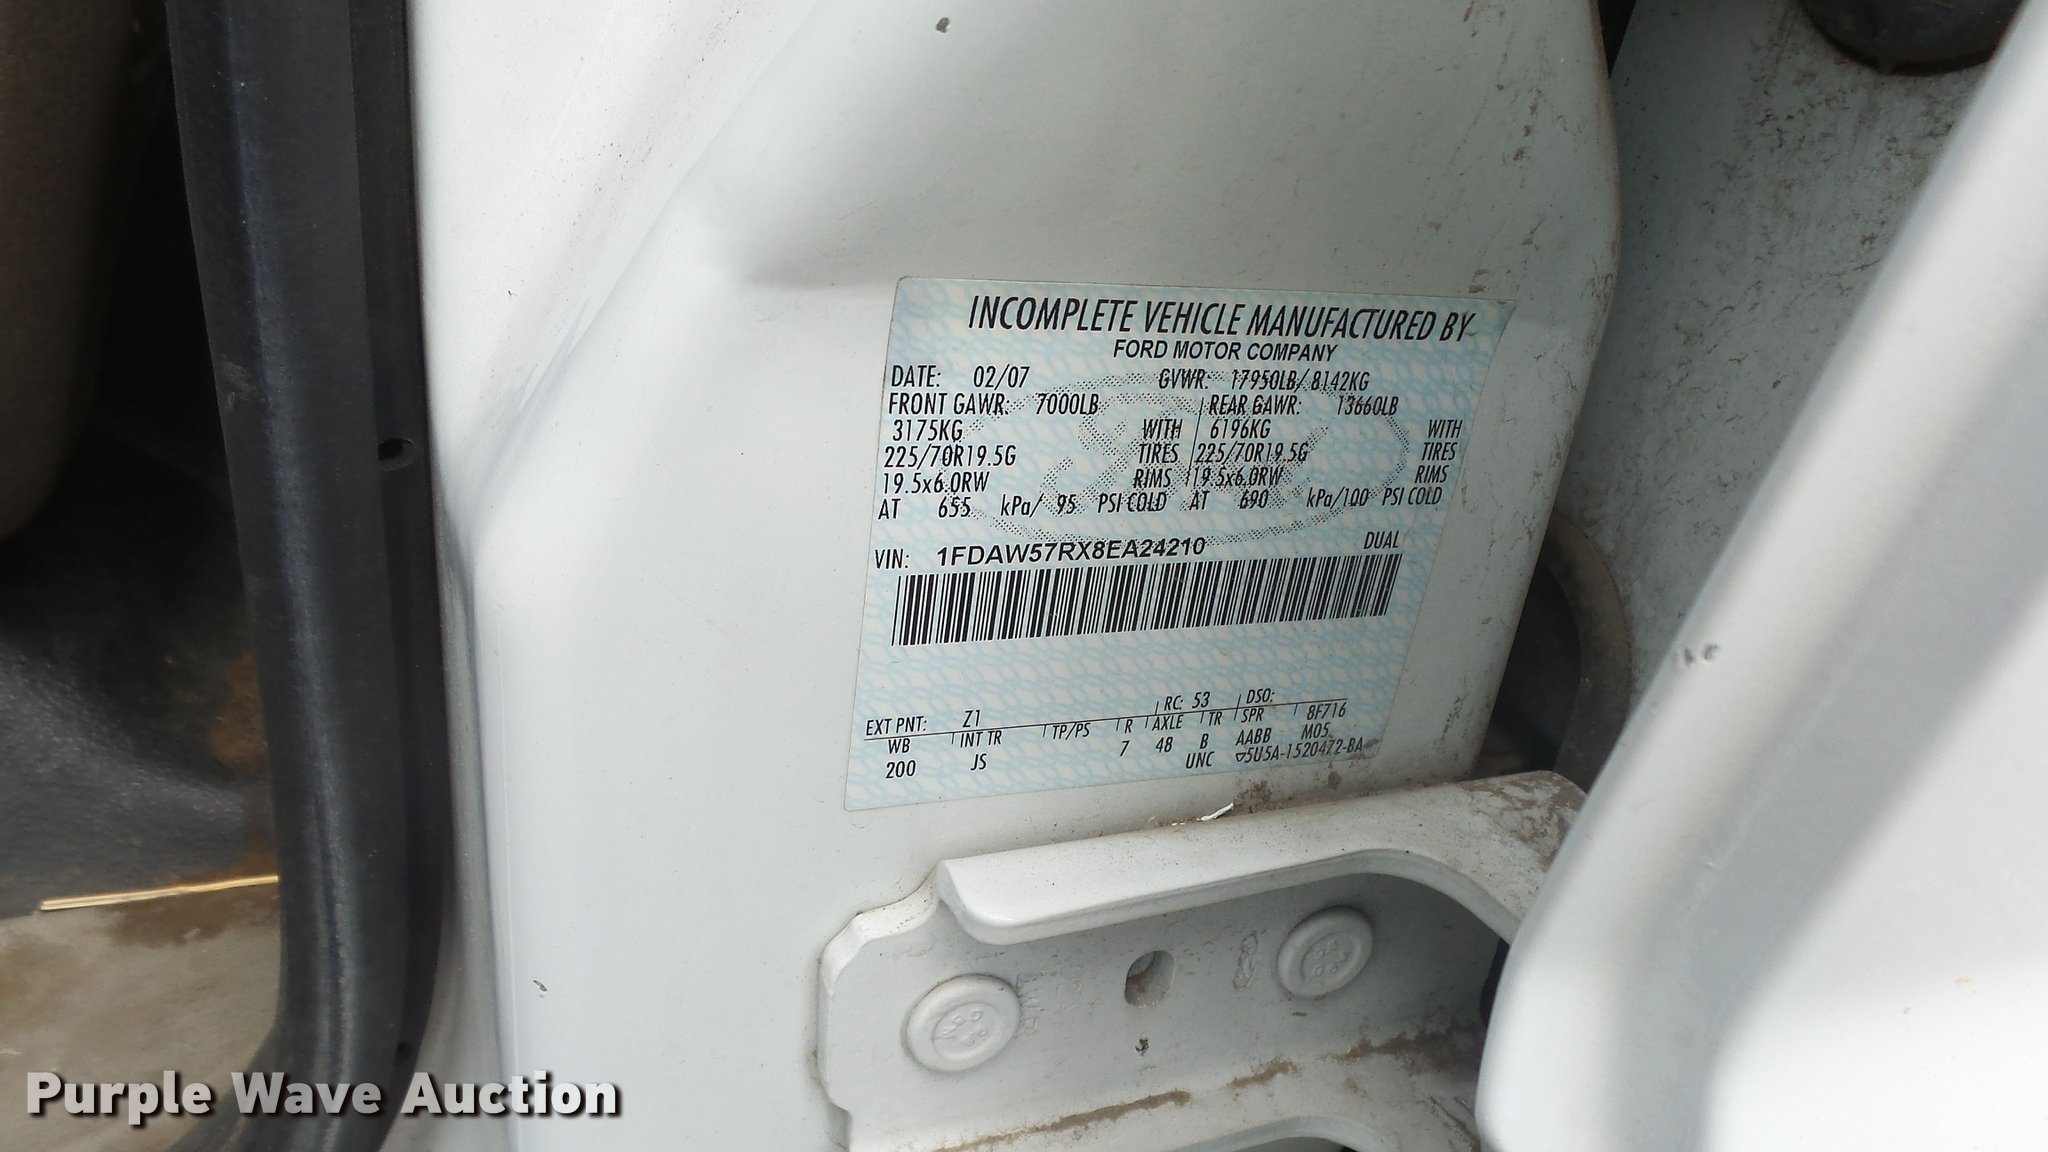 INCOMPLETE VEHICLE MANUFACTURED BY
FORD MOTOR COMPANY
DATE: 02/07 GVWR: 17950LB/ 8142KG
FRONT GAWR: 7000LB REAR GAWR: 13660LB
3175KG WITH 6196KG WITH
225/70R19.5G TIRES 225/70R19.5G TIRES
19.5x6.0RW RIMS 19.5x6.0RW RIMS
AT 655 kPa/ 95 PSI COLD AT 690 kPa/100 PSI COLD
VIN: 1FDAW57RX8EA24210 DUAL
EXT PNT: Z1 RC: 53 DSO:
WB INT TR TP/PS R AXLE TR SPR 8F716
200 JS 7 48 B AABB M05
UNC 5U5A-1520472-BA
Purple Wave Auction